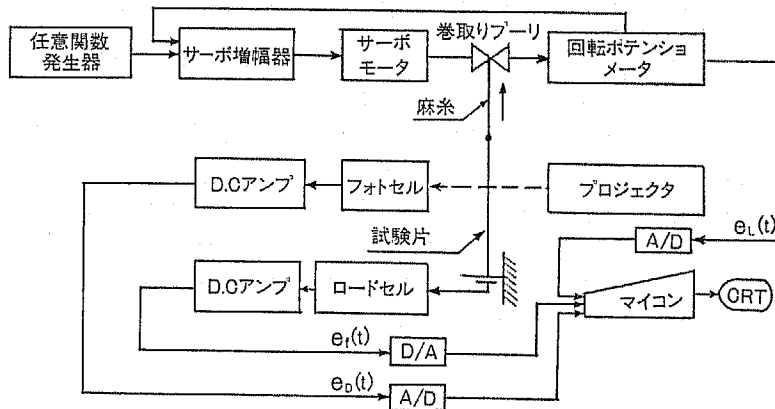 任意関数
発生器
サーボ増幅器
サーボ
モータ
巻取りプーリ
回転ポテンショ
メータ
麻糸
D.Cアンプ
フォトセル
プロジェクタ
試験片
eL(t)
A/D
D.Cアンプ
ロードセル
マイコン
CRT
ef(t)
D/A
eD(t)
A/D